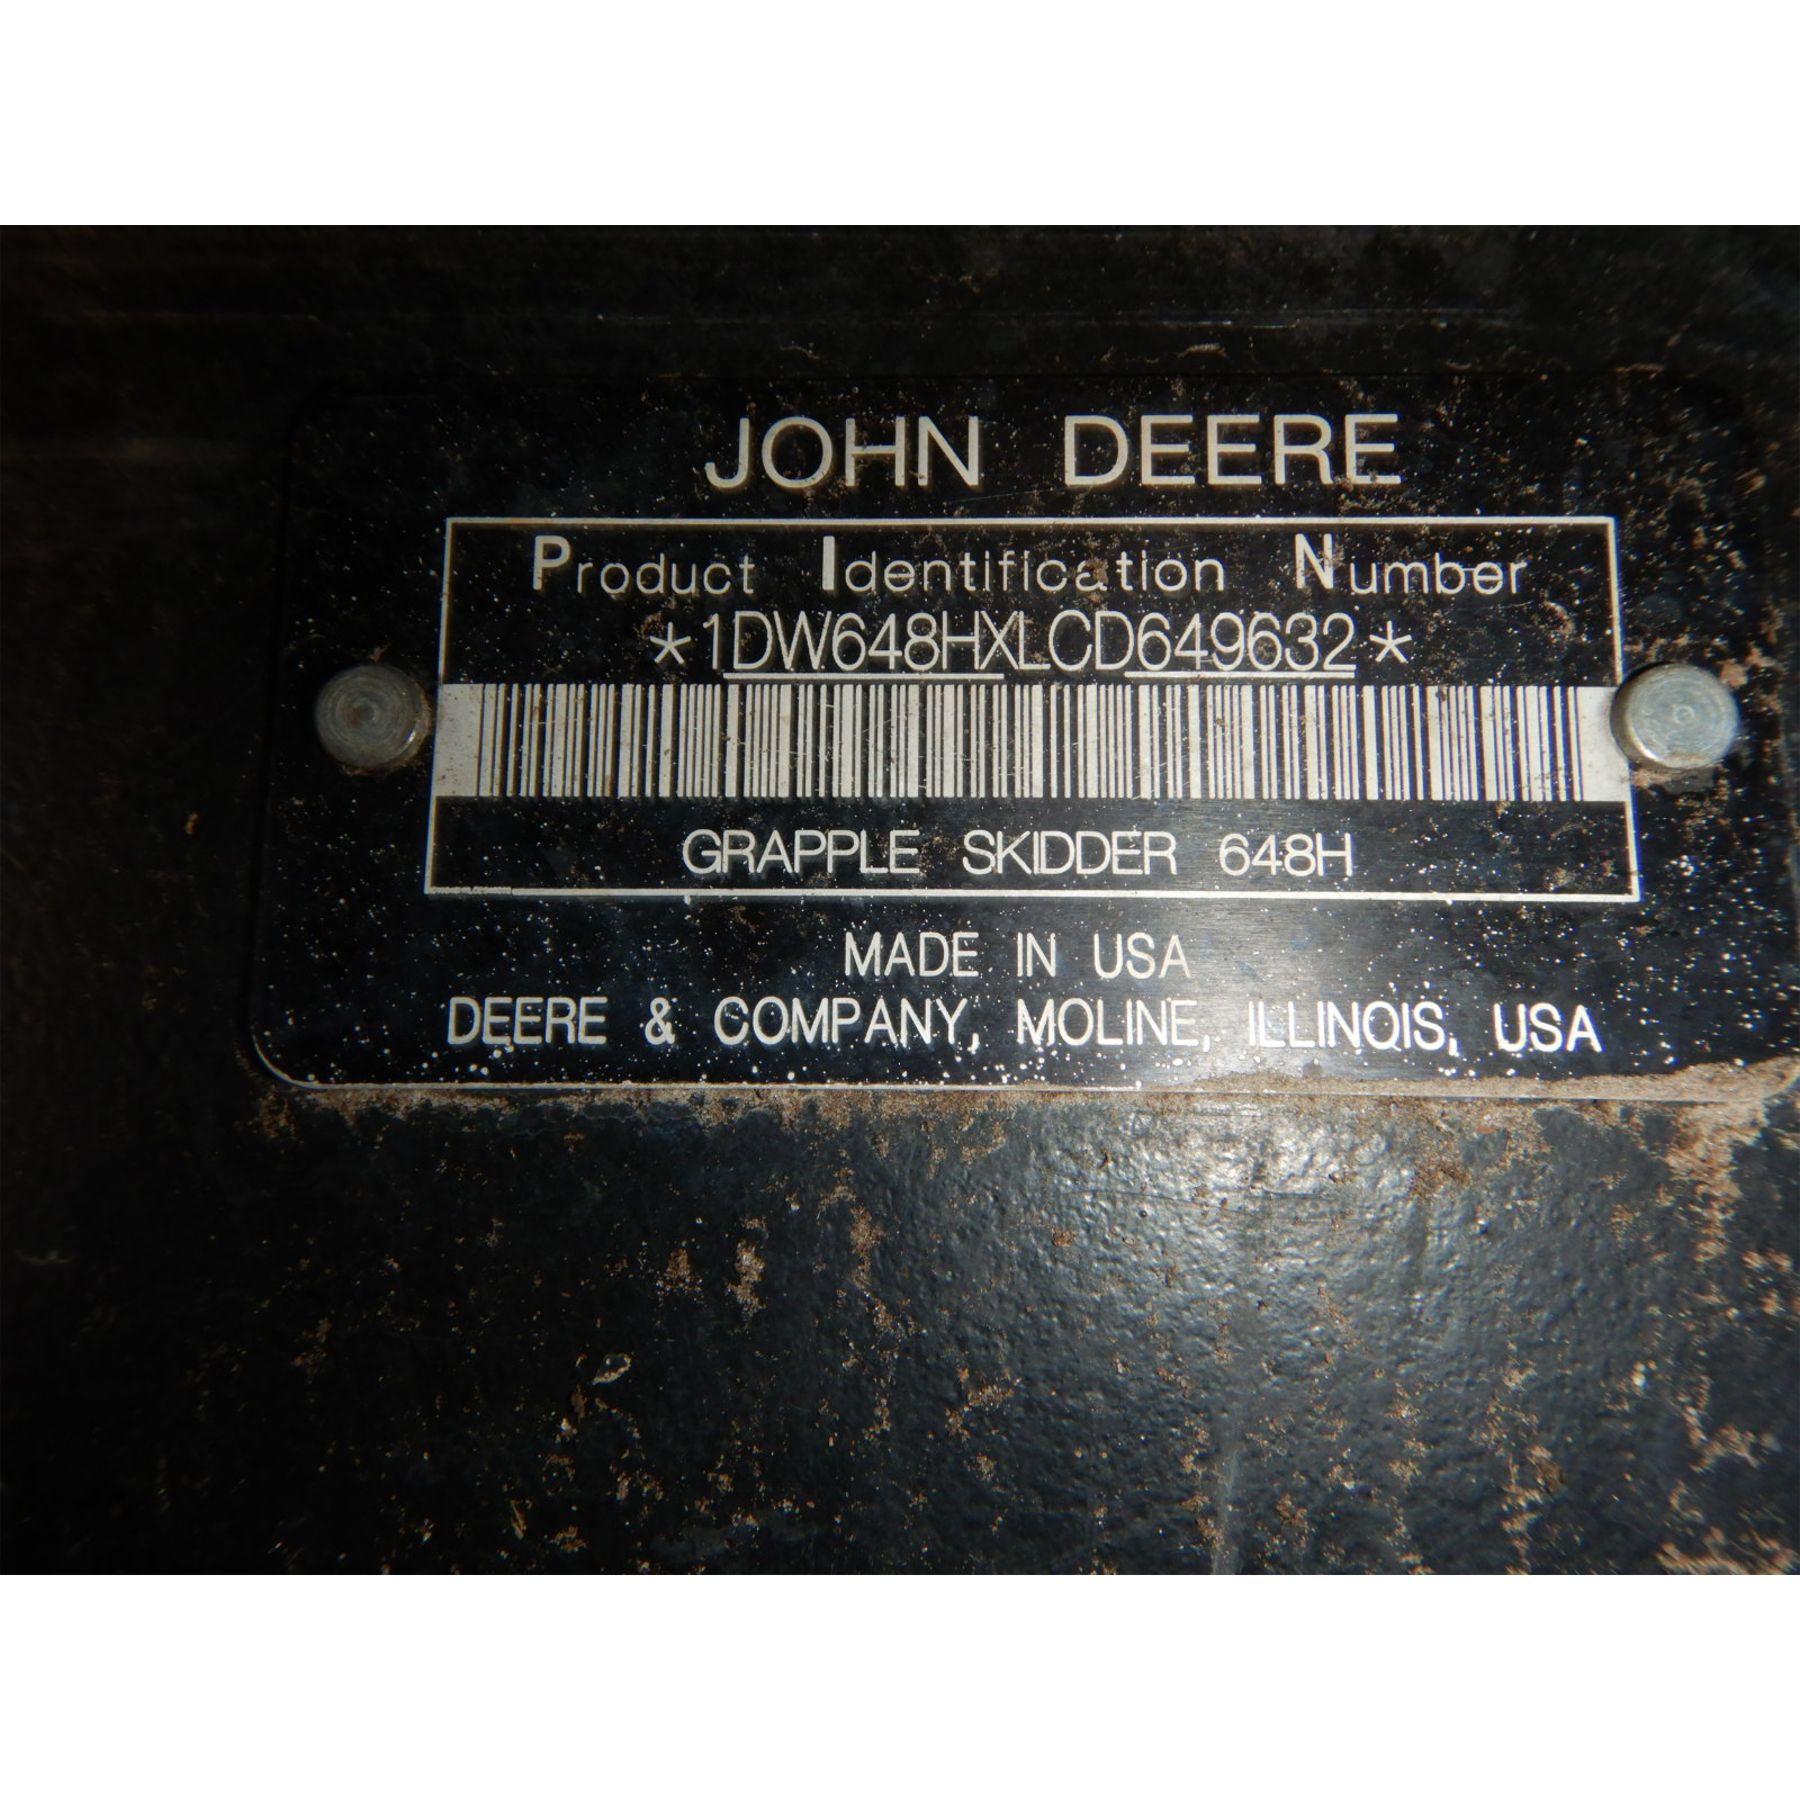 JOHN DEERE
Product Identification Number
*1DW648HXLCD649632*
GRAPPLE SKIDDER 648H
MADE IN USA
DEERE & COMPANY, MOLINE, ILLINOIS, USA